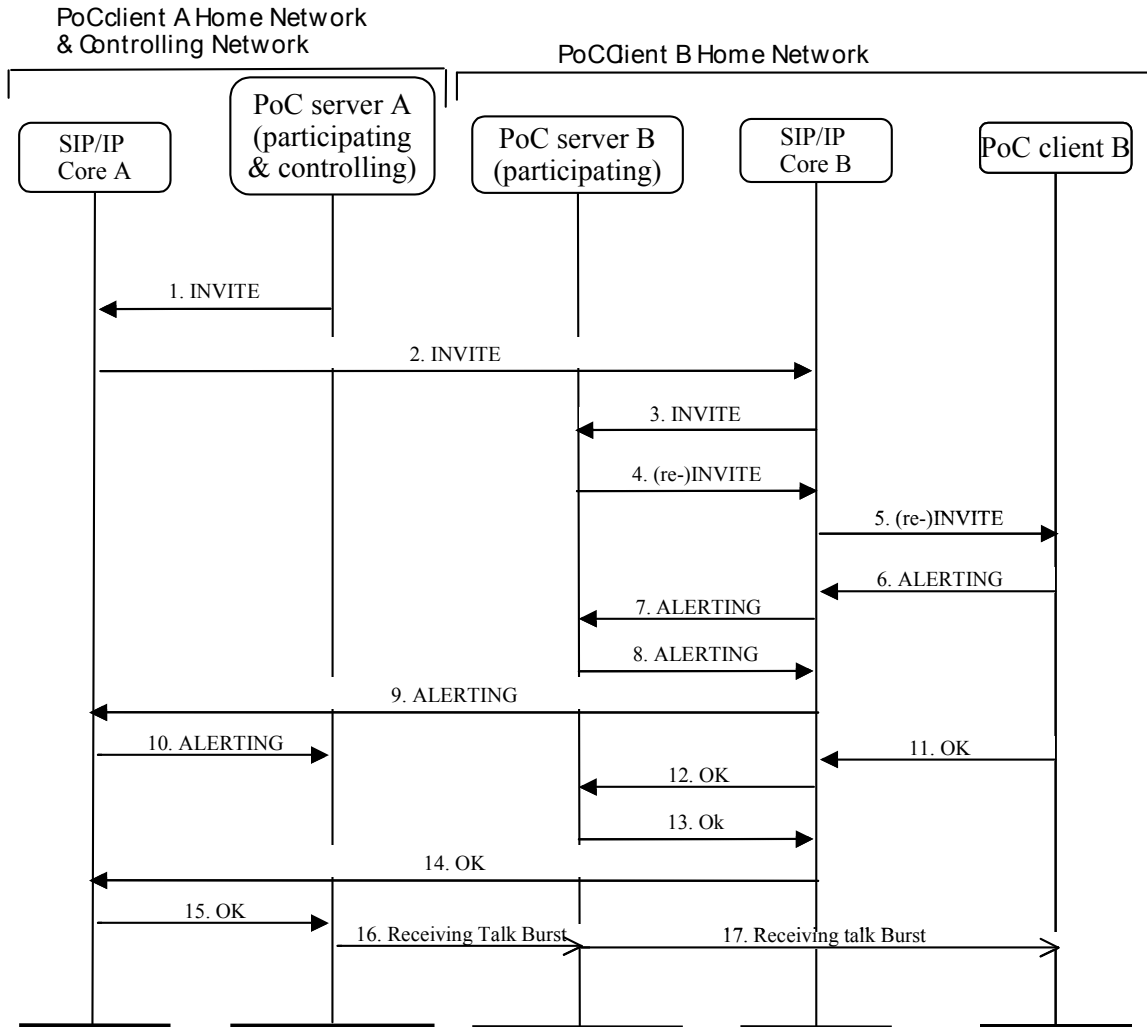 PoCclient A Home Network
& Controlling Network
PoCClient B Home Network
SIP/IP
Core A
PoC server A
(participating
& controlling)
PoC server B
(participating)
SIP/IP
Core B
PoC client B
1. INVITE
2. INVITE
3. INVITE
4. (re-)INVITE
5. (re-)INVITE
6. ALERTING
7. ALERTING
8. ALERTING
9. ALERTING
10. ALERTING
11. OK
12. OK
13. Ok
14. OK
15. OK
16. Receiving Talk Burst
17. Receiving talk Burst